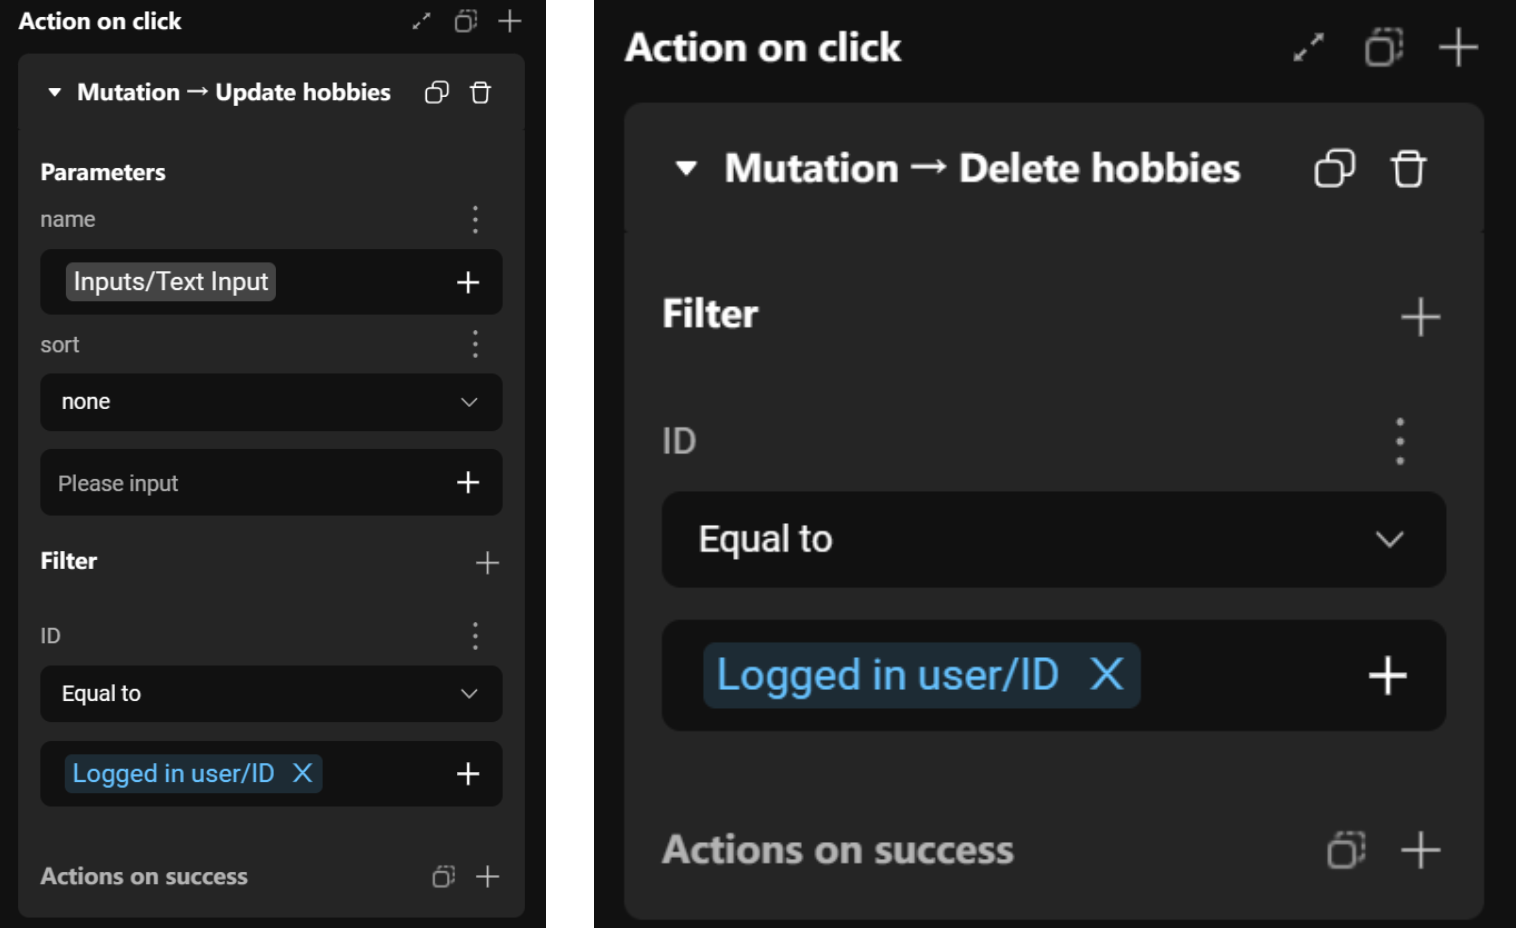 Action on click
Mutation → Update hobbies
Parameters
name
Inputs/Text Input
sort
none
Please input
Filter
ID
Equal to
Logged in user/ID X
Actions on success
Action on click
Mutation → Delete hobbies
Filter
ID
Equal to
Logged in user/ID X
Actions on success